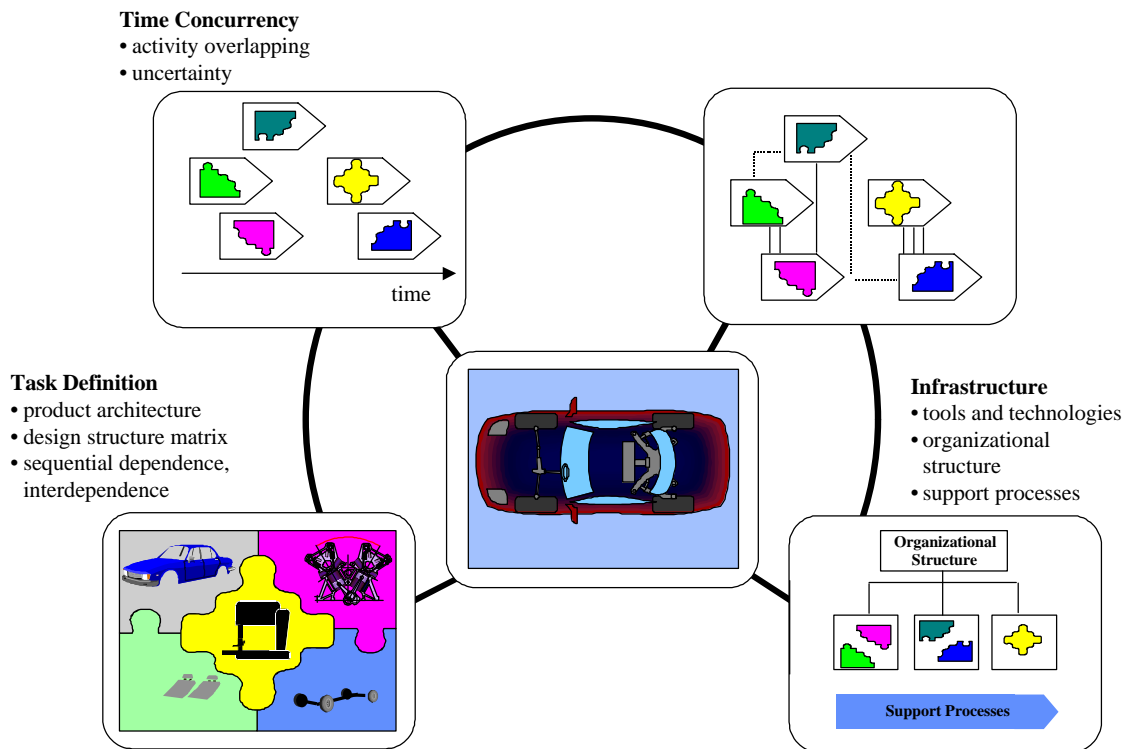 Time Concurrency
• activity overlapping
• uncertainty
time
Task Definition
• product architecture
• design structure matrix
• sequential dependence,
interdependence
Infrastructure
• tools and technologies
• organizational
structure
• support processes
Organizational
Structure
Support Processes